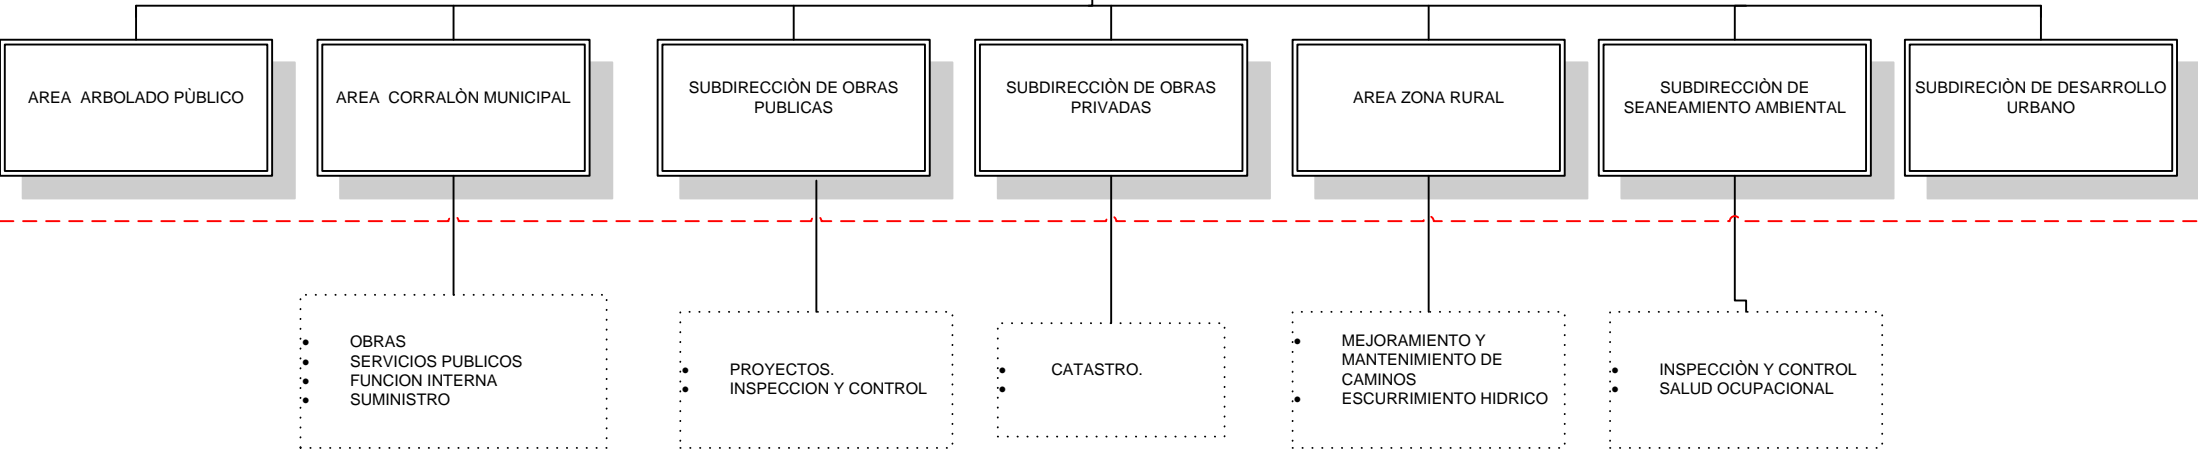 AREA  ARBOLADO PÙBLICO
AREA  CORRALÒN MUNICIPAL
SUBDIRECCIÒN DE OBRAS
PUBLICAS
SUBDIRECCIÒN DE OBRAS
PRIVADAS
AREA ZONA RURAL
SUBDIRECCIÒN DE
SEANEAMIENTO AMBIENTAL
SUBDIRECIÒN DE DESARROLLO
URBANO
• OBRAS
• SERVICIOS PUBLICOS
• FUNCION INTERNA
• SUMINISTRO
• PROYECTOS.
• INSPECCION Y CONTROL
• CATASTRO.
•
• MEJORAMIENTO Y
MANTENIMIENTO DE
CAMINOS
• ESCURRIMIENTO HIDRICO
• INSPECCIÒN Y CONTROL
• SALUD OCUPACIONAL